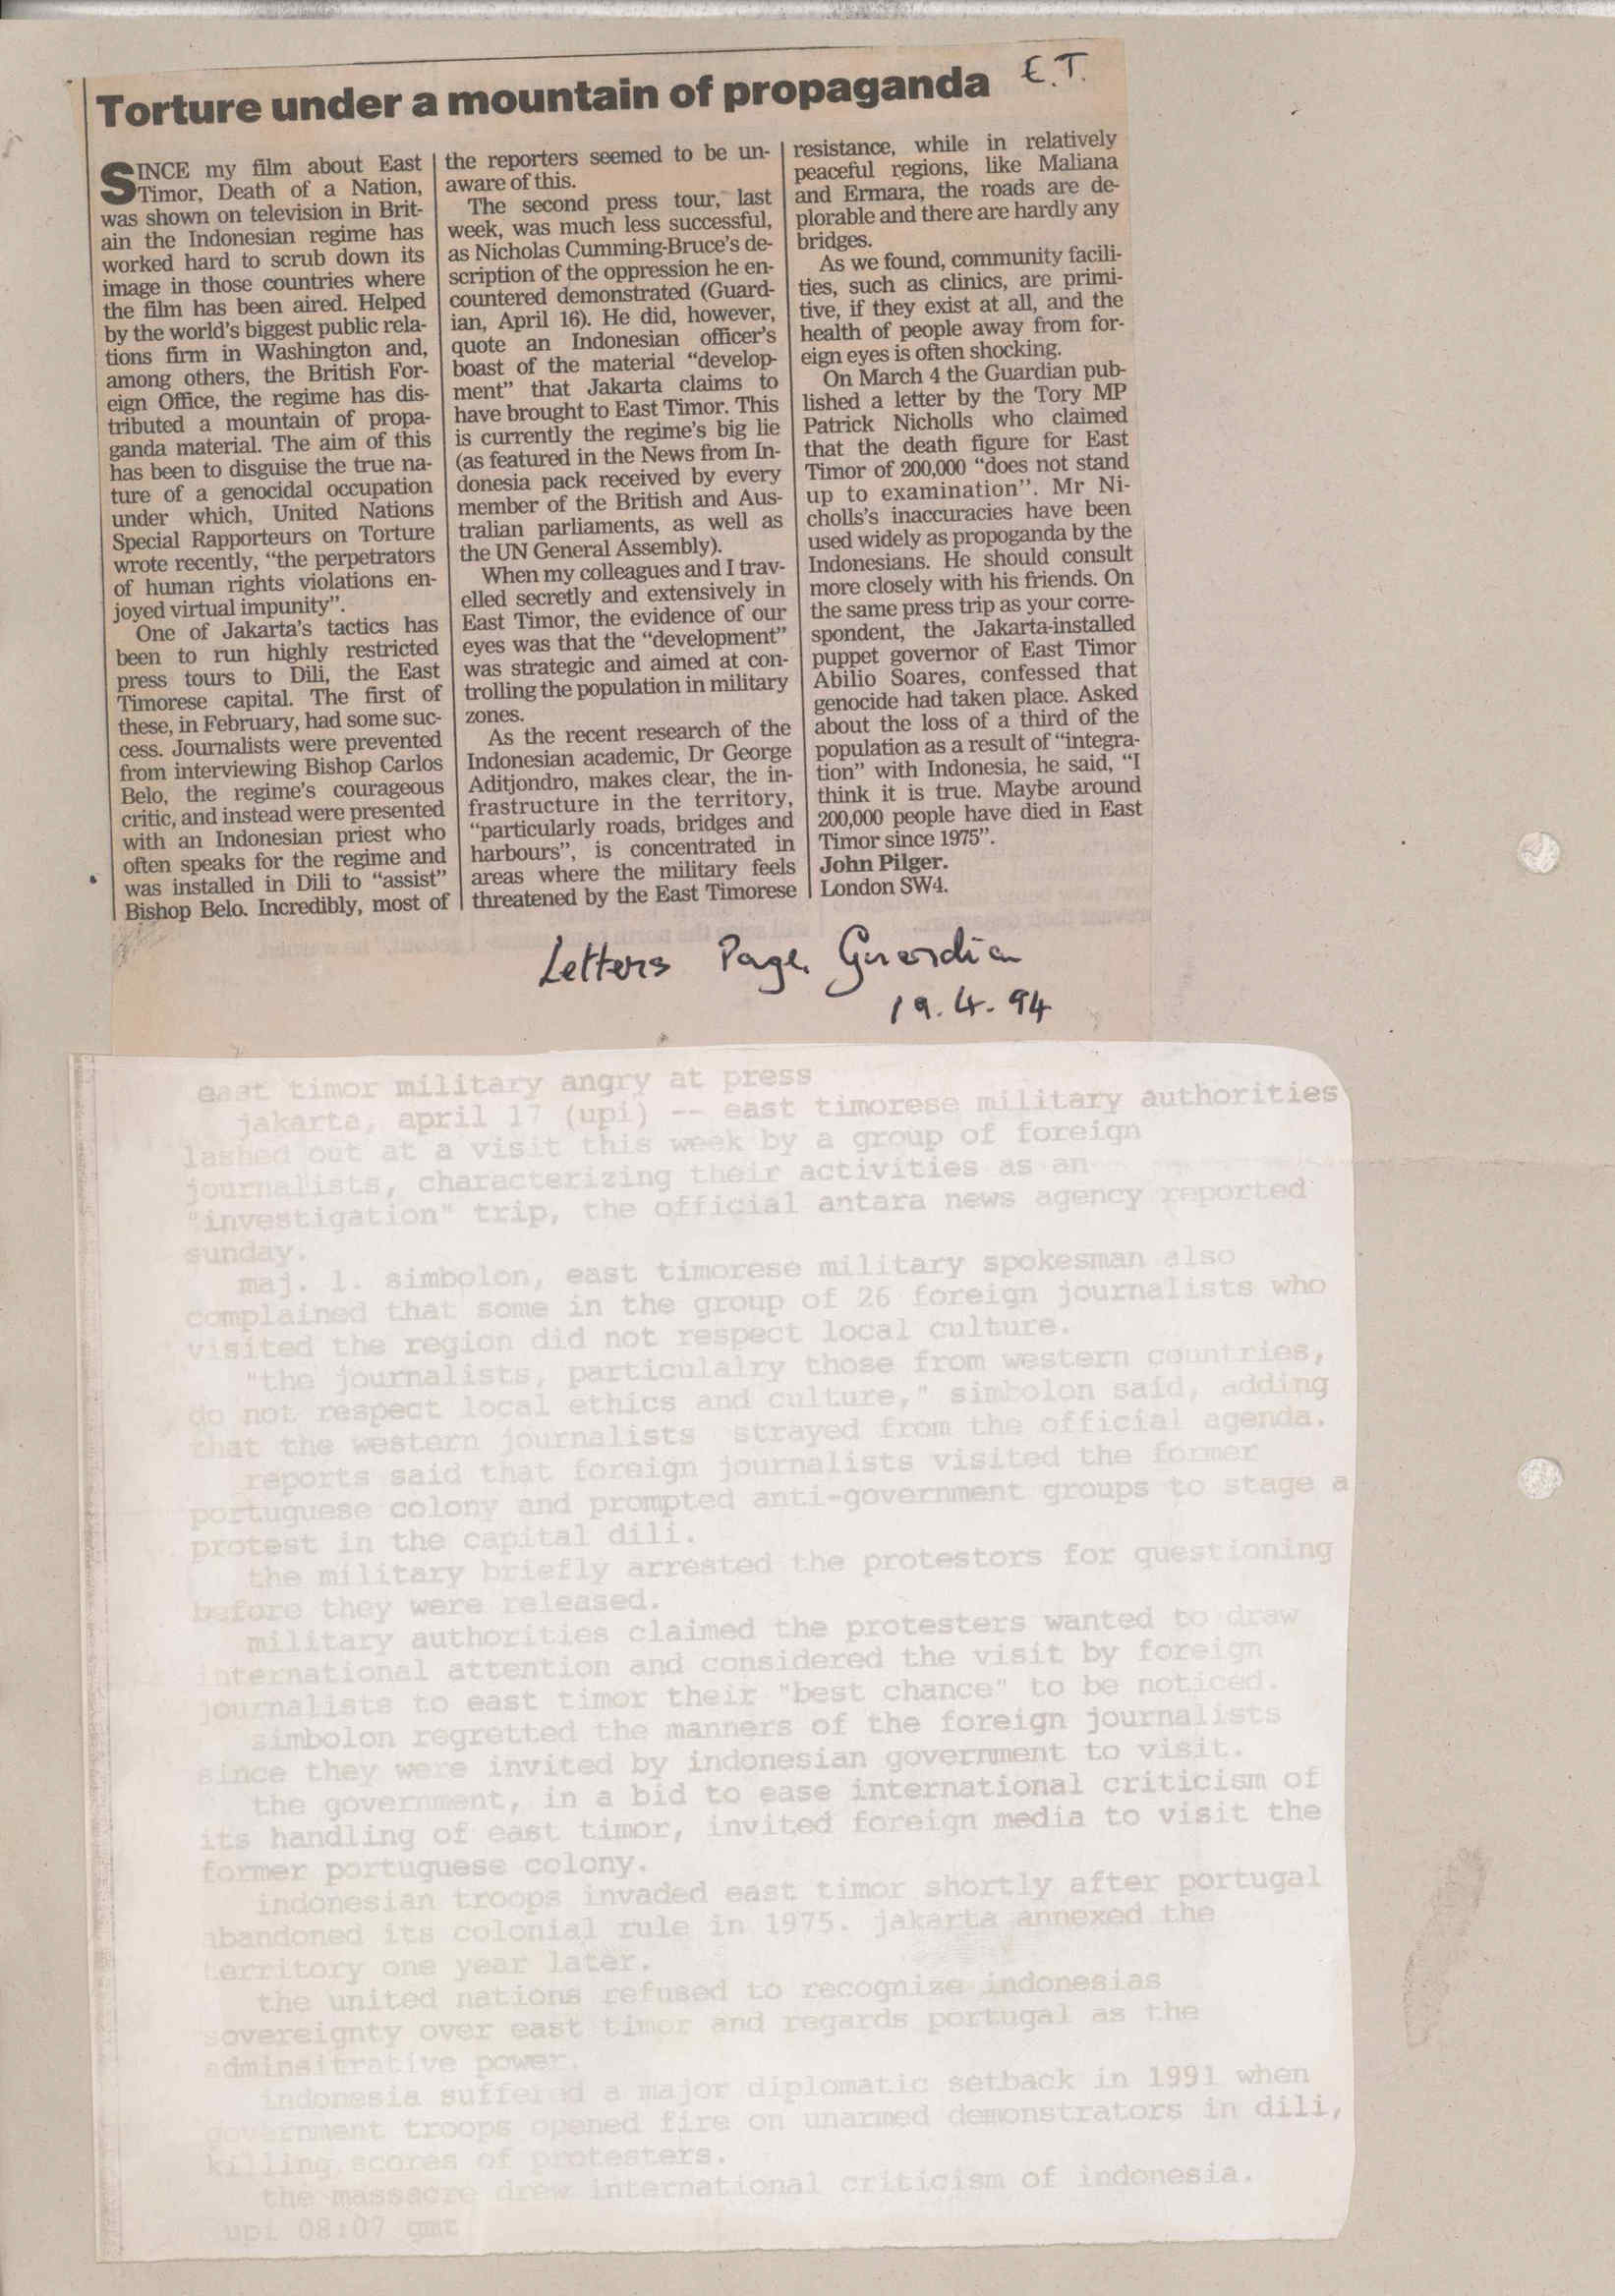 Torture under a mountain of propaganda
E.T.
SINCE my film about East
Timor, Death of a Nation,
was shown on television in Brit-
ain the Indonesian regime has
worked hard to scrub down its
image in those countries where
the film has been aired. Helped
by the world's biggest public rela-
tions firm in Washington and,
among others, the British For-
eign Office, the regime has dis-
tributed a mountain of propa-
ganda material. The aim of this
has been to disguise the true na-
ture of a genocidal occupation
under which, United Nations
Special Rapporteurs on Torture
wrote recently, “the perpetrators
of human rights violations en-
joyed virtual impunity”.
One of Jakarta's tactics has
been to run highly restricted
press tours to Dili, the East
Timorese capital. The first of
these, in February, had some suc-
cess. Journalists were prevented
from interviewing Bishop Carlos
Belo, the regime's courageous
critic, and instead were presented
with an Indonesian priest who
often speaks for the regime and
was installed in Dili to “assist”
Bishop Belo. Incredibly, most of
the reporters seemed to be un-
aware of this.
The second press tour, last
week, was much less successful,
as Nicholas Cumming-Bruce's de-
scription of the oppression he en-
countered demonstrated (Guard-
ian, April 16). He did, however,
quote an Indonesian officer's
boast of the material “develop-
ment” that Jakarta claims to
have brought to East Timor. This
is currently the regime's big lie
(as featured in the News from In-
donesia pack received by every
member of the British and Aus-
tralian parliaments, as well as
the UN General Assembly).
When my colleagues and I trav-
elled secretly and extensively in
East Timor, the evidence of our
eyes was that the “development”
was strategic and aimed at con-
trolling the population in military
zones.
As the recent research of the
Indonesian academic, Dr George
Aditjondro, makes clear, the in-
frastructure in the territory,
“particularly roads, bridges and
harbours”, is concentrated in
areas where the military feels
threatened by the East Timorese
resistance, while in relatively
peaceful regions, like Maliana
and Ermara, the roads are de-
plorable and there are hardly any
bridges.
As we found, community facili-
ties, such as clinics, are primi-
tive, if they exist at all, and the
health of people away from for-
eign eyes is often shocking.
On March 4 the Guardian pub-
lished a letter by the Tory MP
Patrick Nicholls who claimed
that the death figure for East
Timor of 200,000 “does not stand
up to examination”. Mr Ni-
cholls's inaccuracies have been
used widely as propoganda by the
Indonesians. He should consult
more closely with his friends. On
the same press trip as your corre-
spondent, the Jakarta-installed
puppet governor of East Timor
Abilio Soares, confessed that
genocide had taken place. Asked
about the loss of a third of the
population as a result of “integra-
tion” with Indonesia, he said, “I
think it is true. Maybe around
200,000 people have died in East
Timor since 1975”.
John Pilger.
London SW4.
Letters Page, Guardian
19.4.94
east timor military angry at press
jakarta, april 17 (upi) -- east timorese military authorities
lashed out at a visit this week by a group of foreign
journalists, characterizing their activities as an
"investigation" trip, the official antara news agency reported
sunday.
maj. l. simbolon, east timorese military spokesman also
complained that some in the group of 26 foreign journalists who
visited the region did not respect local culture.
"the journalists, particulalry those from western countries,
do not respect local ethics and culture," simbolon said, adding
that the western journalists strayed from the official agenda.
reports said that foreign journalists visited the former
portuguese colony and prompted anti-government groups to stage a
protest in the capital dili.
the military briefly arrested the protestors for questioning
before they were released.
military authorities claimed the protesters wanted to draw
international attention and considered the visit by foreign
journalists to east timor their "best chance" to be noticed.
simbolon regretted the manners of the foreign journalists
since they were invited by indonesian government to visit.
the government, in a bid to ease international criticism of
its handling of east timor, invited foreign media to visit the
former portuguese colony.
indonesian troops invaded east timor shortly after portugal
abandoned its colonial rule in 1975. jakarta annexed the
territory one year later.
the united nations refused to recognize indonesias
sovereignty over east timor and regards portugal as the
adminsitrative power.
indonesia suffered a major diplomatic setback in 1991 when
government troops opened fire on unarmed demonstrators in dili,
killing scores of protesters.
the massacre drew international criticism of indonesia.
upi 08:07 gmt